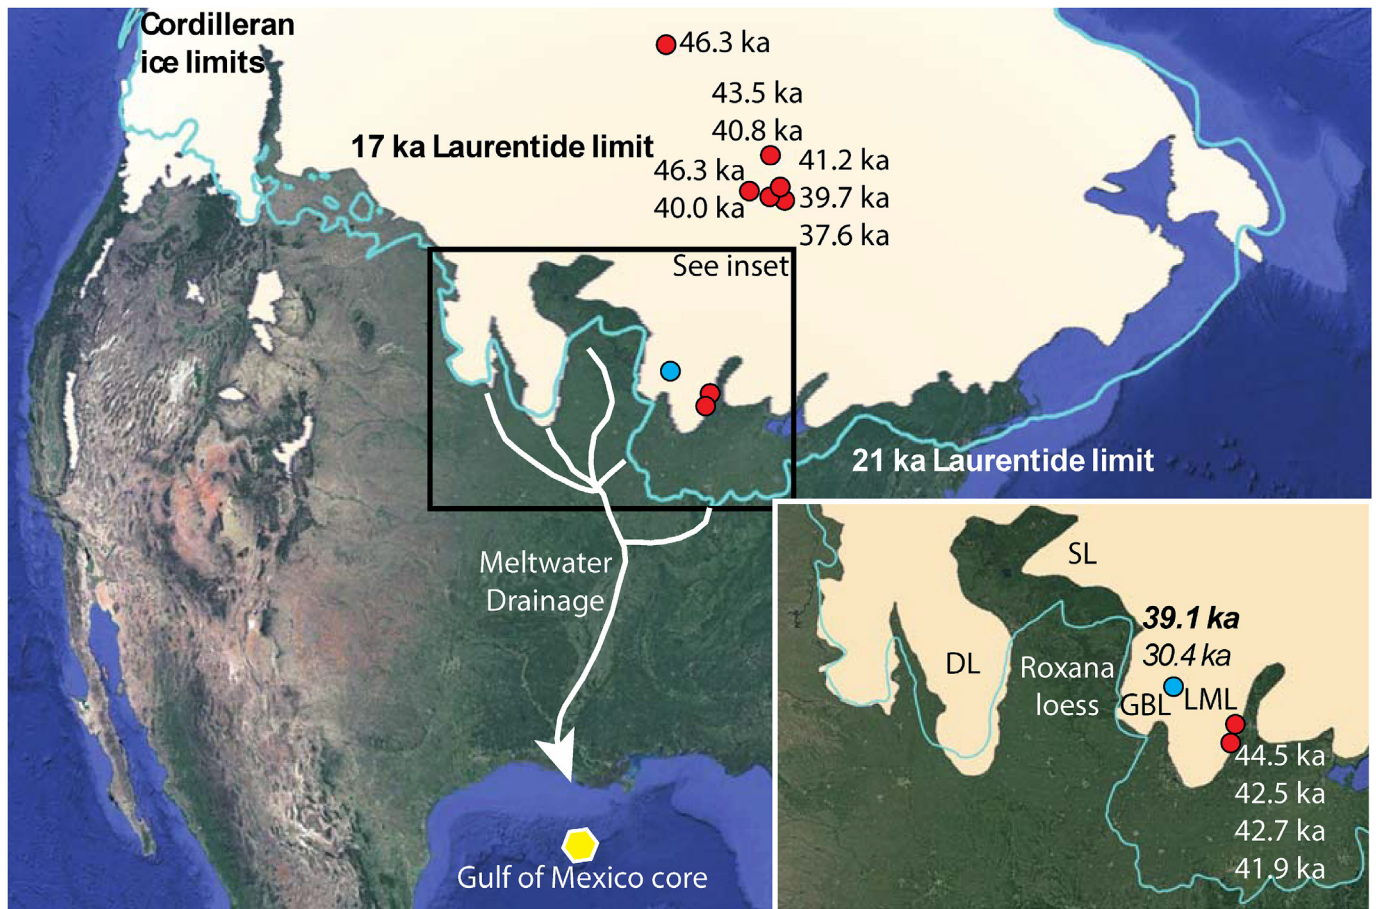 Cordilleran
ice limits
46.3 ka
43.5 ka
40.8 ka
17 ka Laurentide limit
41.2 ka
46.3 ka
39.7 ka
40.0 ka
37.6 ka
See inset
21 ka Laurentide limit
Meltwater
Drainage
Gulf of Mexico core
SL
39.1 ka
30.4 ka
DL
Roxana
loess
GBL
LML
44.5 ka
42.5 ka
42.7 ka
41.9 ka